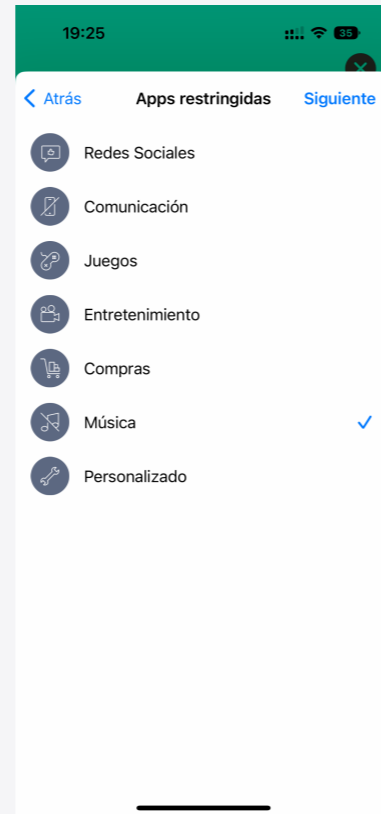 19:25
35
Atrás Apps restringidas Siguiente
Redes Sociales
Comunicación
Juegos
Entretenimiento
Compras
Música
Personalizado